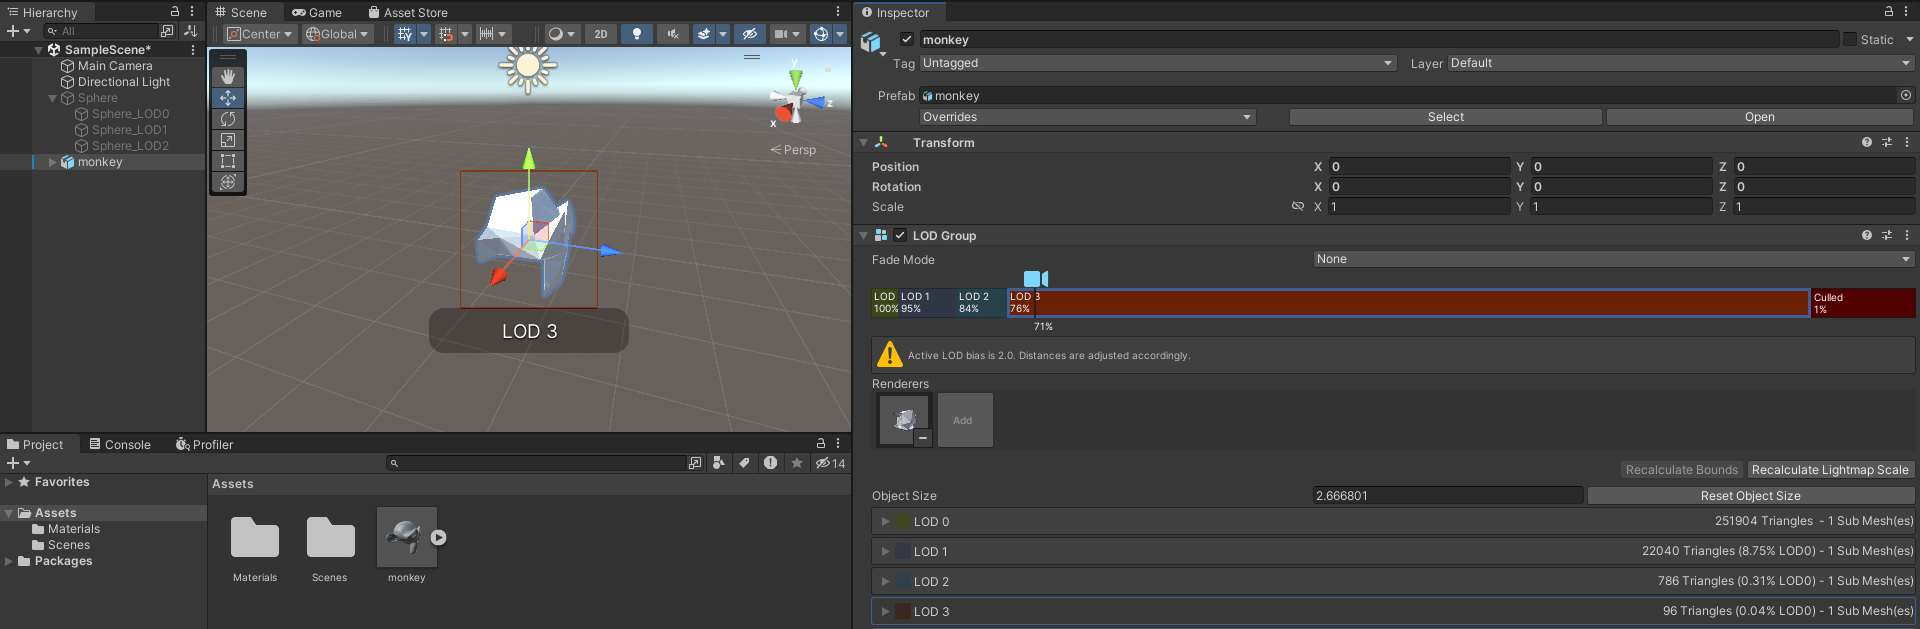 Hierarchy
All
SampleScene*
Main Camera
Directional Light
Sphere
Sphere_LOD0
Sphere_LOD1
Sphere_LOD2
monkey
Scene
Game
Asset Store
Center
Global
2D
y
z
x
Persp
LOD 3
Project
Console
Profiler
14
Favorites
Assets
Materials
Scenes
Packages
Assets
Materials
Scenes
monkey
Inspector
monkey
Static
Tag
Untagged
Layer
Default
Prefab
monkey
Overrides
Select
Open
Transform
Position
X 0
Y 0
Z 0
Rotation
X 0
Y 0
Z 0
Scale
X 1
Y 1
Z 1
LOD Group
Fade Mode
None
LOD
100%
LOD 1
95%
LOD 2
84%
LOD 3
76%
Culled
1%
71%
Active LOD bias is 2.0. Distances are adjusted accordingly.
Renderers
Add
Recalculate Bounds
Recalculate Lightmap Scale
Object Size
2.666801
Reset Object Size
LOD 0
251904 Triangles - 1 Sub Mesh(es)
LOD 1
22040 Triangles (8.75% LOD0) - 1 Sub Mesh(es)
LOD 2
786 Triangles (0.31% LOD0) - 1 Sub Mesh(es)
LOD 3
96 Triangles (0.04% LOD0) - 1 Sub Mesh(es)